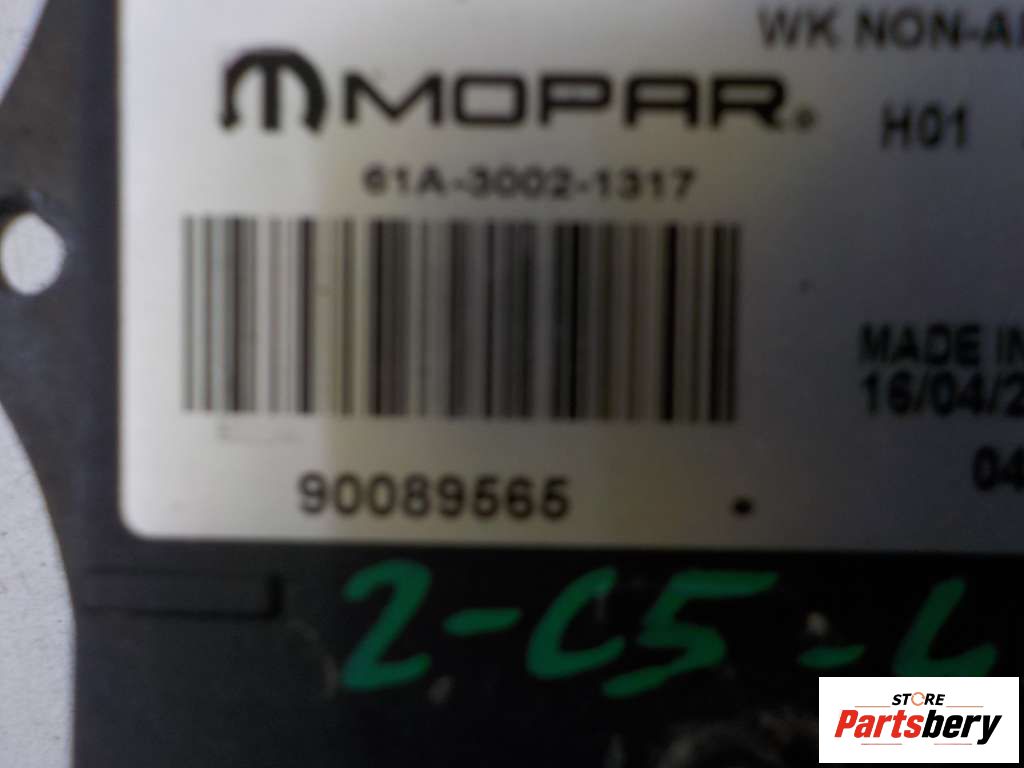 WK NON-A
MOPAR®
H01
61A-3002-1317
MADE IN
16/04/2
04
90089565
2-C5-L
STORE
Partsbery